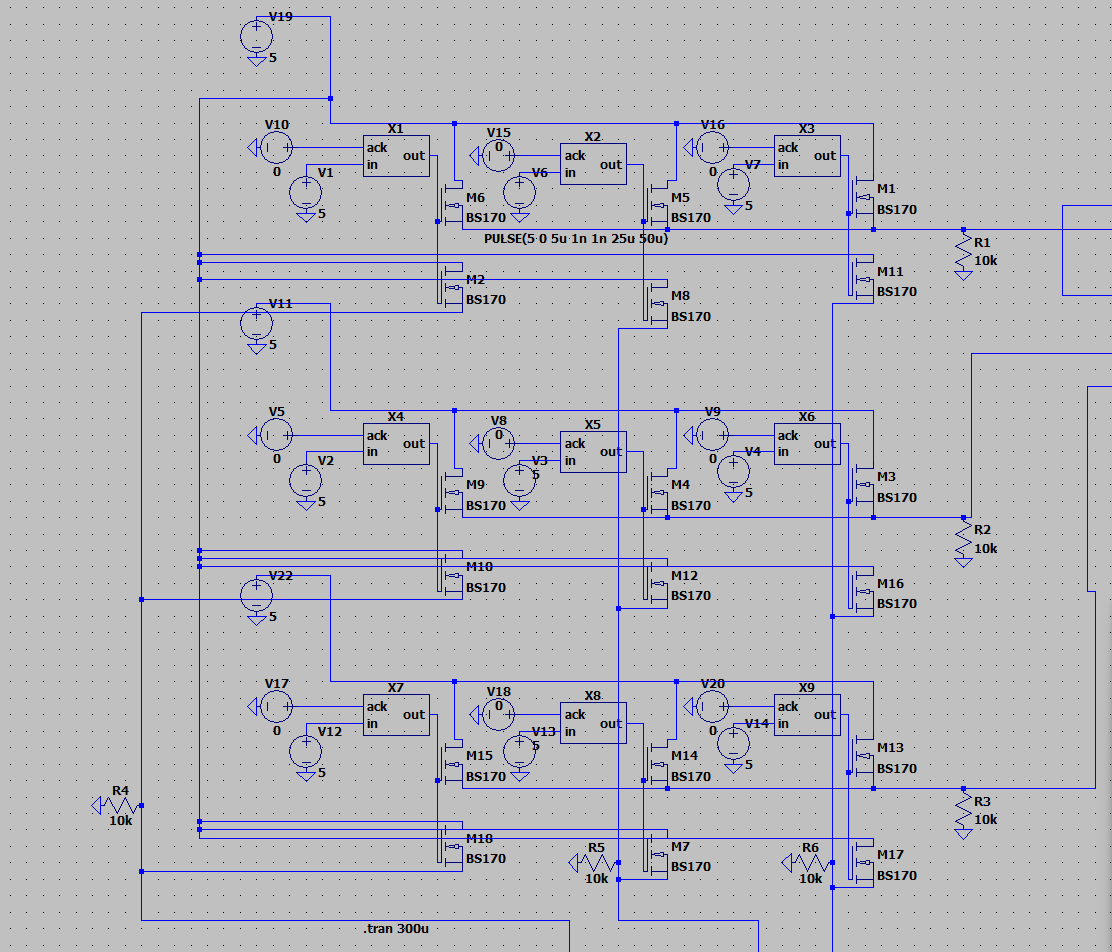 V19
5
V10
0
X1
ack
in
out
V1
5
V15
0
X2
ack
in
out
V6
V16
0
X3
ack
in
out
V7
5
M6
BS170
M5
BS170
M1
BS170
PULSE(5 0 5u 1n 1n 25u 50u)
R1
10k
M2
BS170
M8
BS170
M11
BS170
V11
5
V5
0
X4
ack
in
out
V2
5
V8
0
X5
ack
in
out
V3
5
V9
0
X6
ack
in
out
V4
5
M9
BS170
M4
BS170
M3
BS170
R2
10k
M10
BS170
M12
BS170
M16
BS170
V22
5
V17
0
X7
ack
in
out
V12
5
V18
0
X8
ack
in
out
V13
5
V20
0
X9
ack
in
out
V14
5
M15
BS170
M14
BS170
M13
BS170
R4
10k
R3
10k
M18
BS170
R5
10k
M7
BS170
R6
10k
M17
BS170
.tran 300u